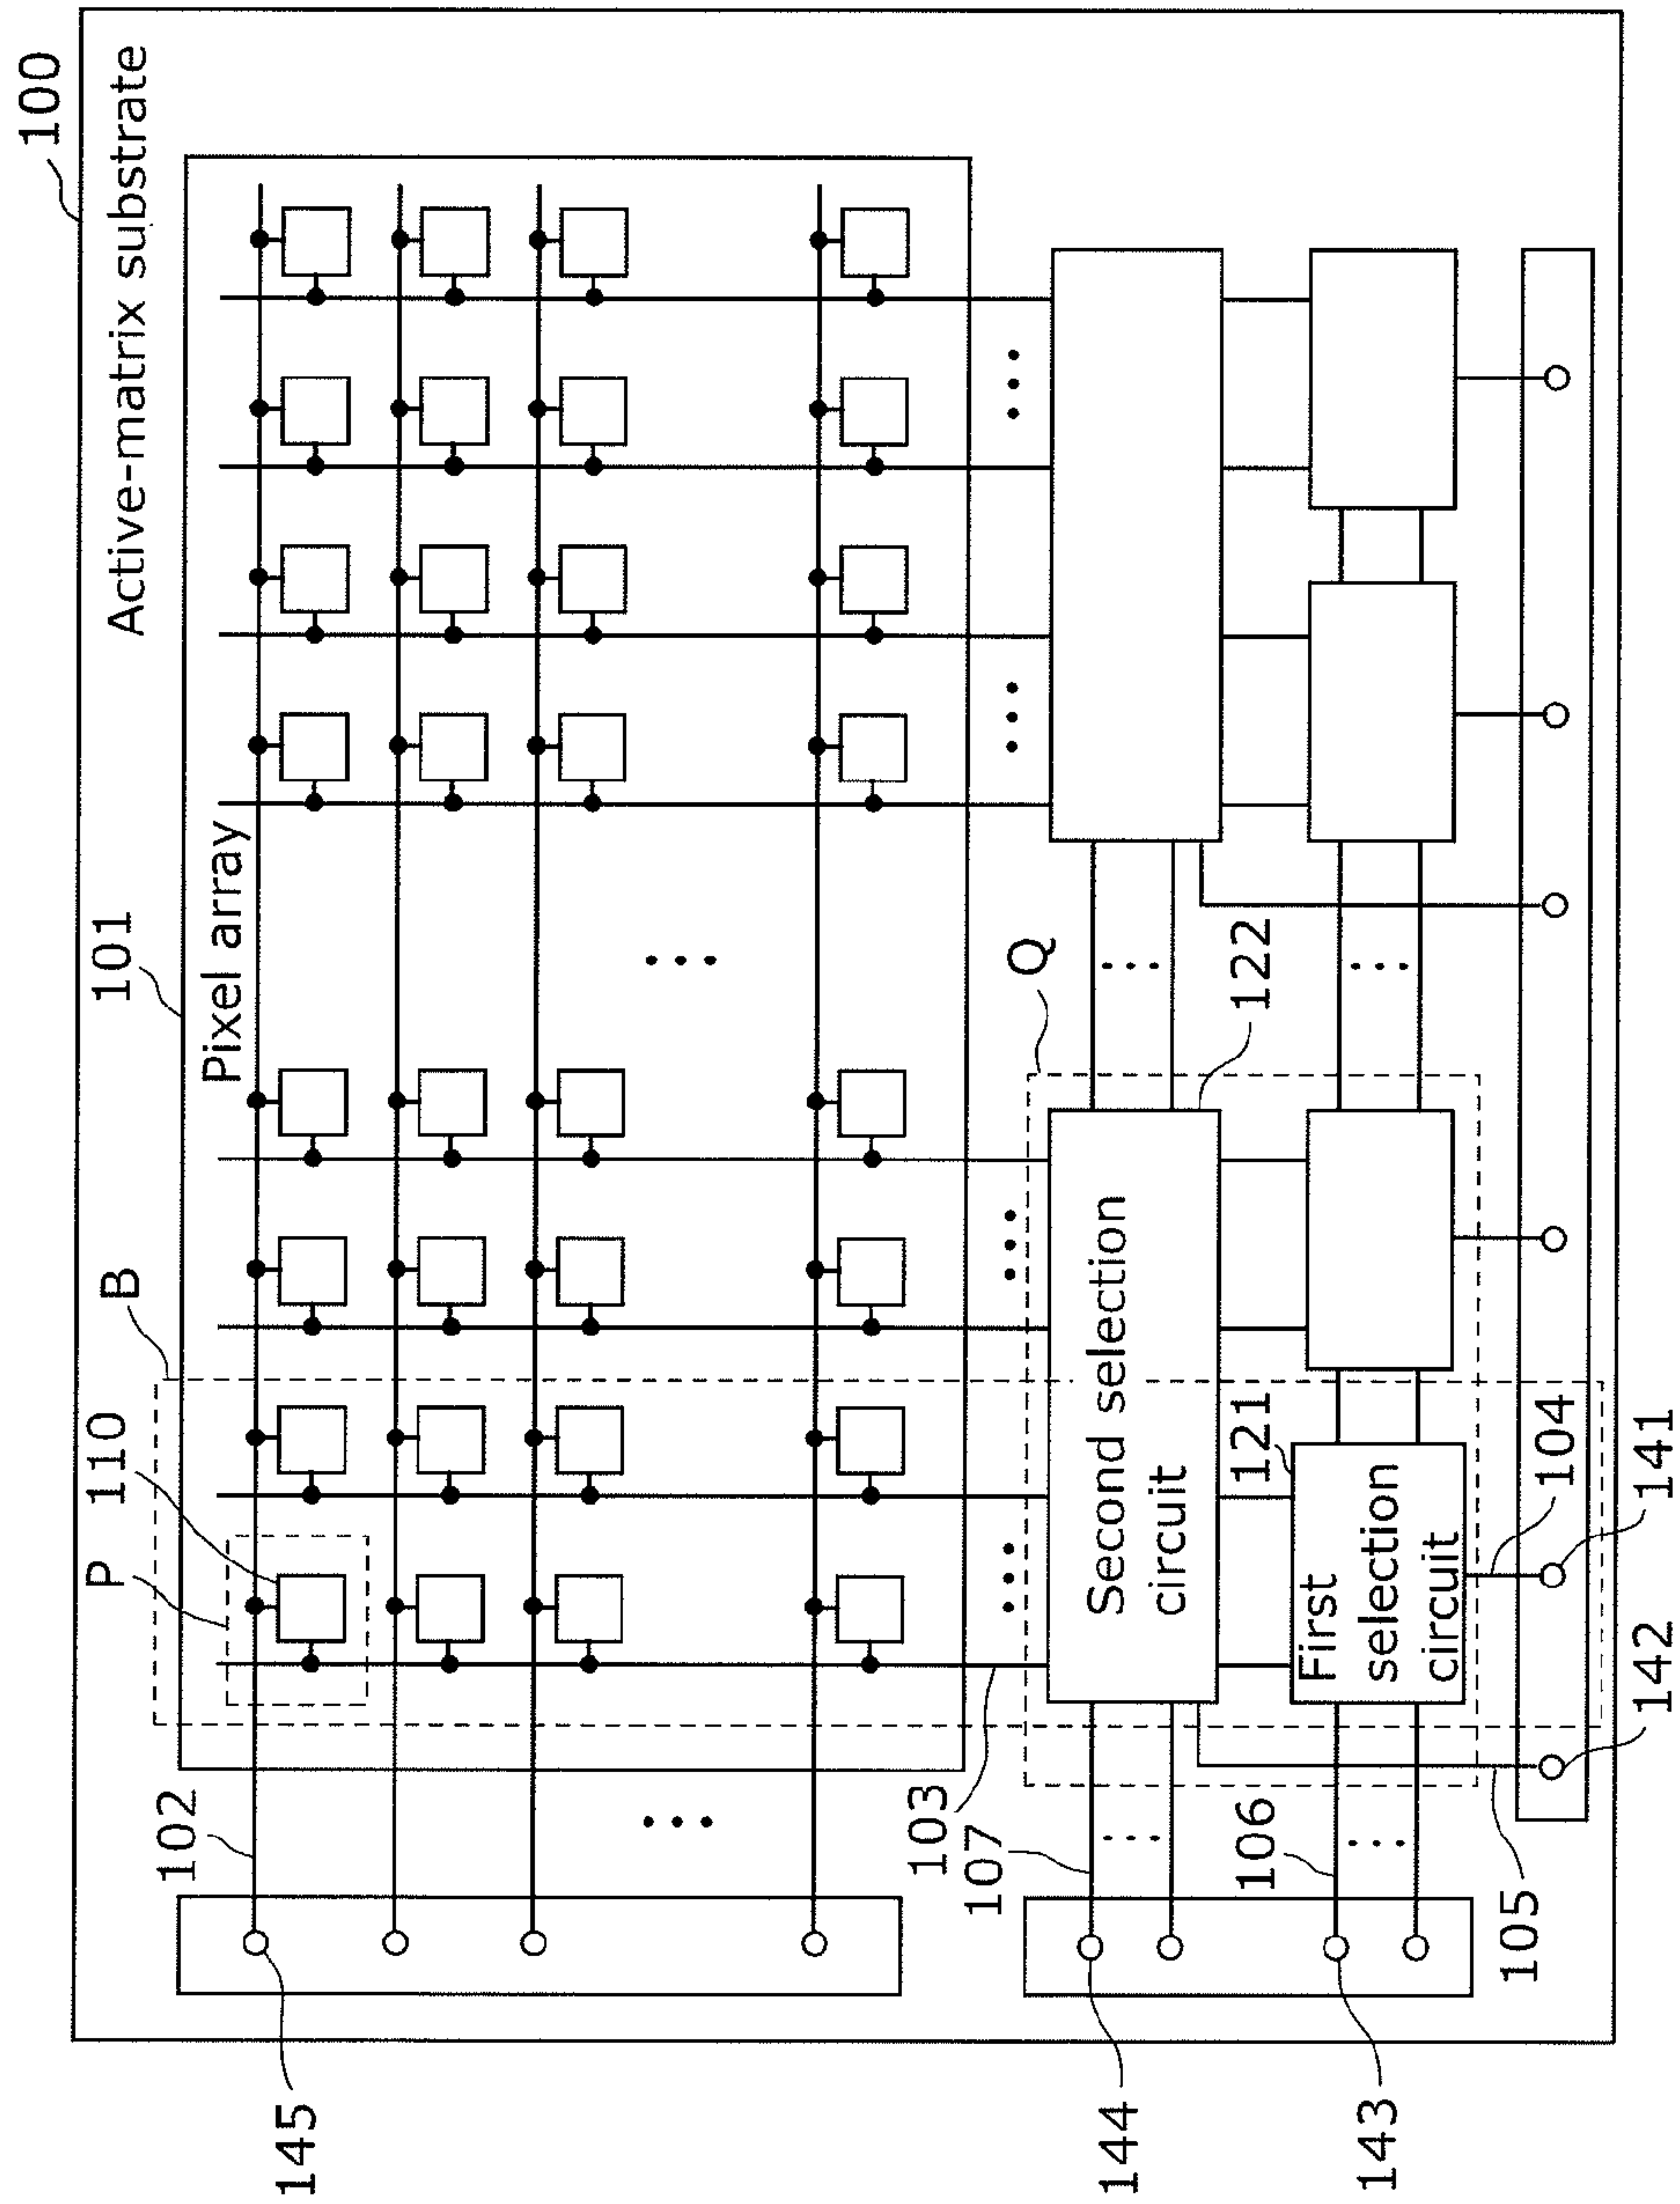 100
Active-matrix substrate
101
Pixel array
B
110
P
102
103
107
106
105
Q
122
Second selection
circuit
121
First
selection
circuit
104
141
142
145
144
143